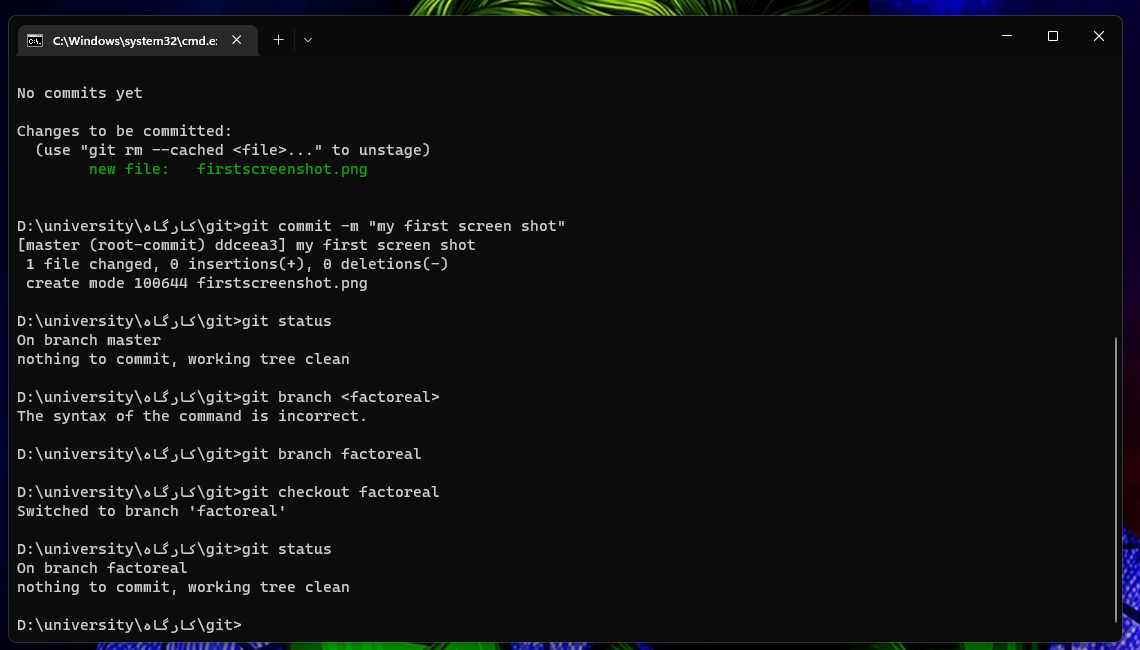 C:\Windows\system32\cmd.e
No commits yet
Changes to be committed:
  (use "git rm --cached <file>..." to unstage)
        new file:   firstscreenshot.png
D:\university\کارگاه\git>git commit -m "my first screen shot"
[master (root-commit) ddceea3] my first screen shot
 1 file changed, 0 insertions(+), 0 deletions(-)
 create mode 100644 firstscreenshot.png
D:\university\کارگاه\git>git status
On branch master
nothing to commit, working tree clean
D:\university\کارگاه\git>git branch <factoreal>
The syntax of the command is incorrect.
D:\university\کارگاه\git>git branch factoreal
D:\university\کارگاه\git>git checkout factoreal
Switched to branch 'factoreal'
D:\university\کارگاه\git>git status
On branch factoreal
nothing to commit, working tree clean
D:\university\کارگاه\git>